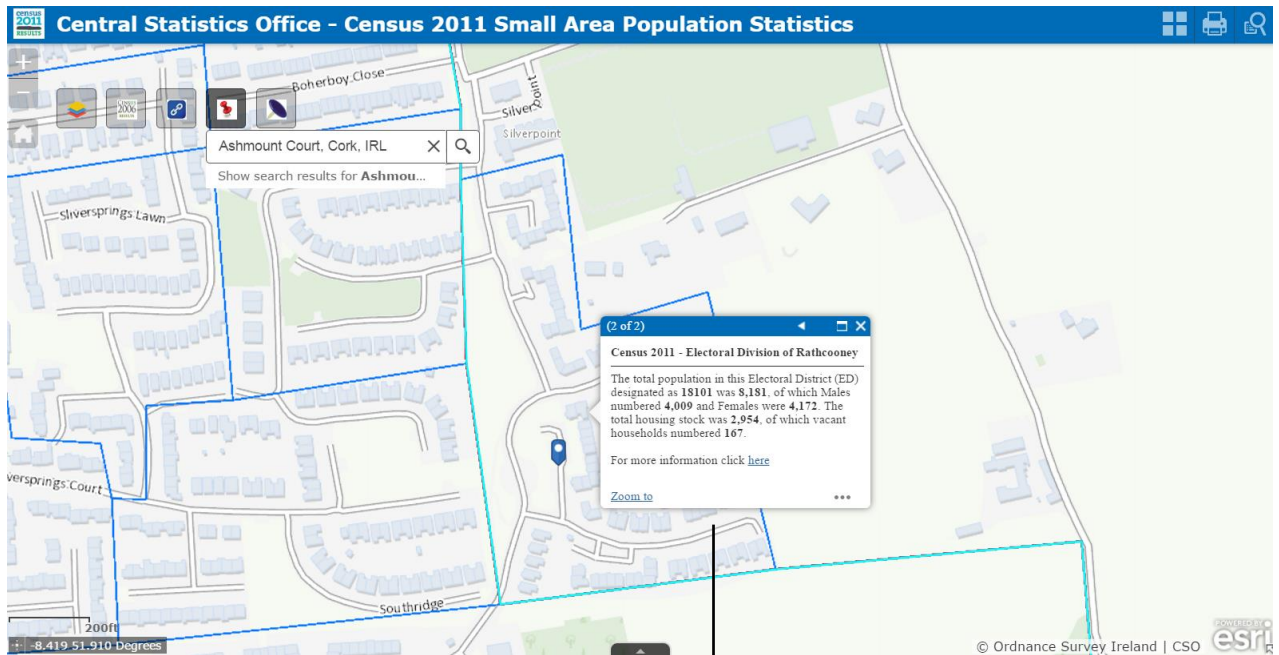 census
2011
RESULTS
Central Statistics Office - Census 2011 Small Area Population Statistics
+
Boherboy Close
Silverpoint
Silverpoint
CENSUS
2006
RESULTS
Ashmount Court, Cork, IRL
Show search results for Ashmou...
Silversprings Lawn
(2 of 2)
Census 2011 - Electoral Division of Rathcooney
The total population in this Electoral District (ED)
designated as 18101 was 8,181, of which Males
numbered 4,009 and Females were 4,172. The
total housing stock was 2,954, of which vacant
households numbered 167.
For more information click here
Zoom to
versprings Court
Southridge
200ft
-8.419 51.910 Degrees
© Ordnance Survey Ireland | CSO
POWERED BY
esri